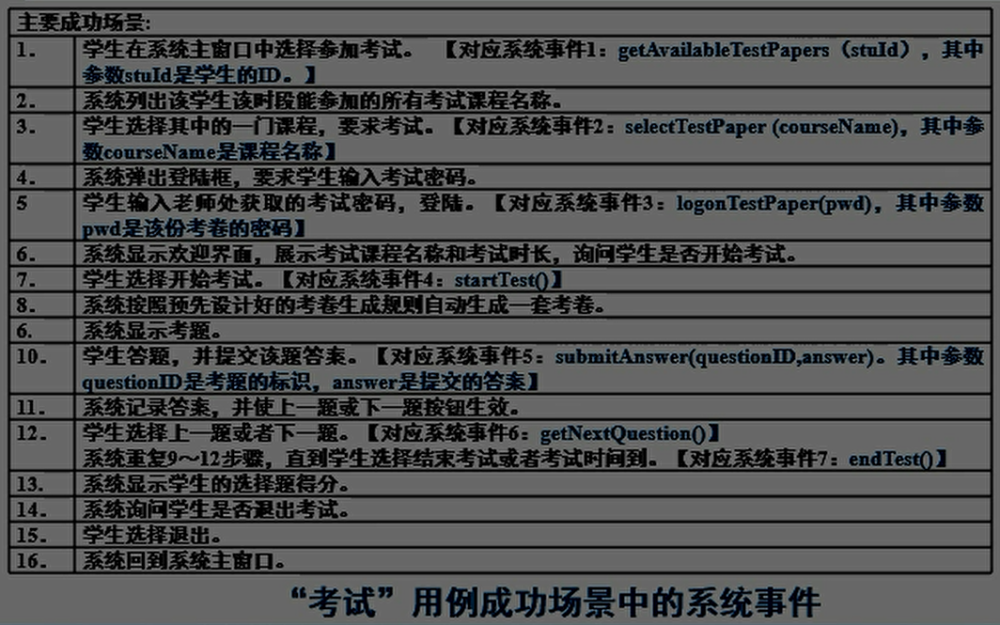 主要成功场景:
1. 学生在系统主窗口中选择参加考试。 【对应系统事件1：getAvailableTestPapers（stuId），其中
参数stuId是学生的ID。】
2. 系统列出该学生该时段能参加的所有考试课程名称。
3. 学生选择其中的一门课程，要求考试。【对应系统事件2：selectTestPaper (courseName)，其中参
数courseName是课程名称】
4. 系统弹出登陆框，要求学生输入考试密码。
5 学生输入老师处获取的考试密码，登陆。【对应系统事件3：logonTestPaper(pwd)，其中参数
pwd是该份考卷的密码】
6. 系统显示欢迎界面，展示考试课程名称和考试时长，询问学生是否开始考试。
7. 学生选择开始考试。【对应系统事件4：startTest()】
8. 系统按照预先设计好的考卷生成规则自动生成一套考卷。
6. 系统显示考题。
10. 学生答题，并提交该题答案。【对应系统事件5：submitAnswer(questionID,answer)。其中参数
questionID是考题的标识，answer是提交的答案】
11. 系统记录答案，并使上一题或下一题按钮生效。
12. 学生选择上一题或者下一题。【对应系统事件6：getNextQuestion()】
系统重复9～12步骤，直到学生选择结束考试或者考试时间到。【对应系统事件7：endTest()】
13. 系统显示学生的选择题得分。
14. 系统询问学生是否退出考试。
15. 学生选择退出。
16. 系统回到系统主窗口。
“考试”用例成功场景中的系统事件